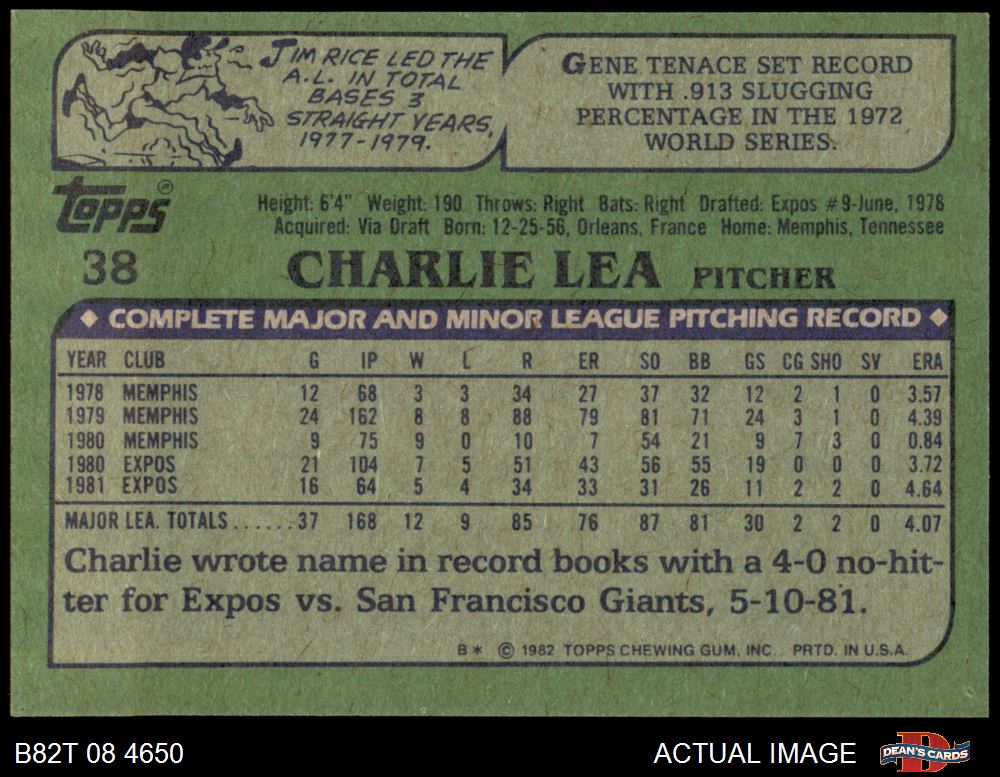 JIM RICE LED THE
A.L. IN TOTAL
BASES 3
STRAIGHT YEARS,
1977-1979.
GENE TENACE SET RECORD
WITH .913 SLUGGING
PERCENTAGE IN THE 1972
WORLD SERIES.
topps®
Height: 6'4" Weight: 190 Throws: Right Bats: Right Drafted: Expos #9-June, 1978
Acquired: Via Draft Born: 12-25-56, Orleans, France Home: Memphis, Tennessee
38 CHARLIE LEA PITCHER
◆ COMPLETE MAJOR AND MINOR LEAGUE PITCHING RECORD ◆
YEAR CLUB G IP W L R ER SO BB GS CG SHO SV ERA
1978 MEMPHIS 12 68 3 3 34 27 37 32 12 2 1 0 3.57
1979 MEMPHIS 24 162 8 8 88 79 81 71 24 3 1 0 4.39
1980 MEMPHIS 9 75 9 0 10 7 54 21 9 7 3 0 0.84
1980 EXPOS 21 104 7 5 51 43 56 55 19 0 0 0 3.72
1981 EXPOS 16 64 5 4 34 33 31 26 11 2 2 0 4.64
MAJOR LEA. TOTALS......37 168 12 9 85 76 87 81 30 2 2 0 4.07
Charlie wrote name in record books with a 4-0 no-hit-
ter for Expos vs. San Francisco Giants, 5-10-81.
B* © 1982 TOPPS CHEWING GUM, INC. PRTD. IN U.S.A.
B82T 08 4650
ACTUAL IMAGE
D
DEAN'S CARDS